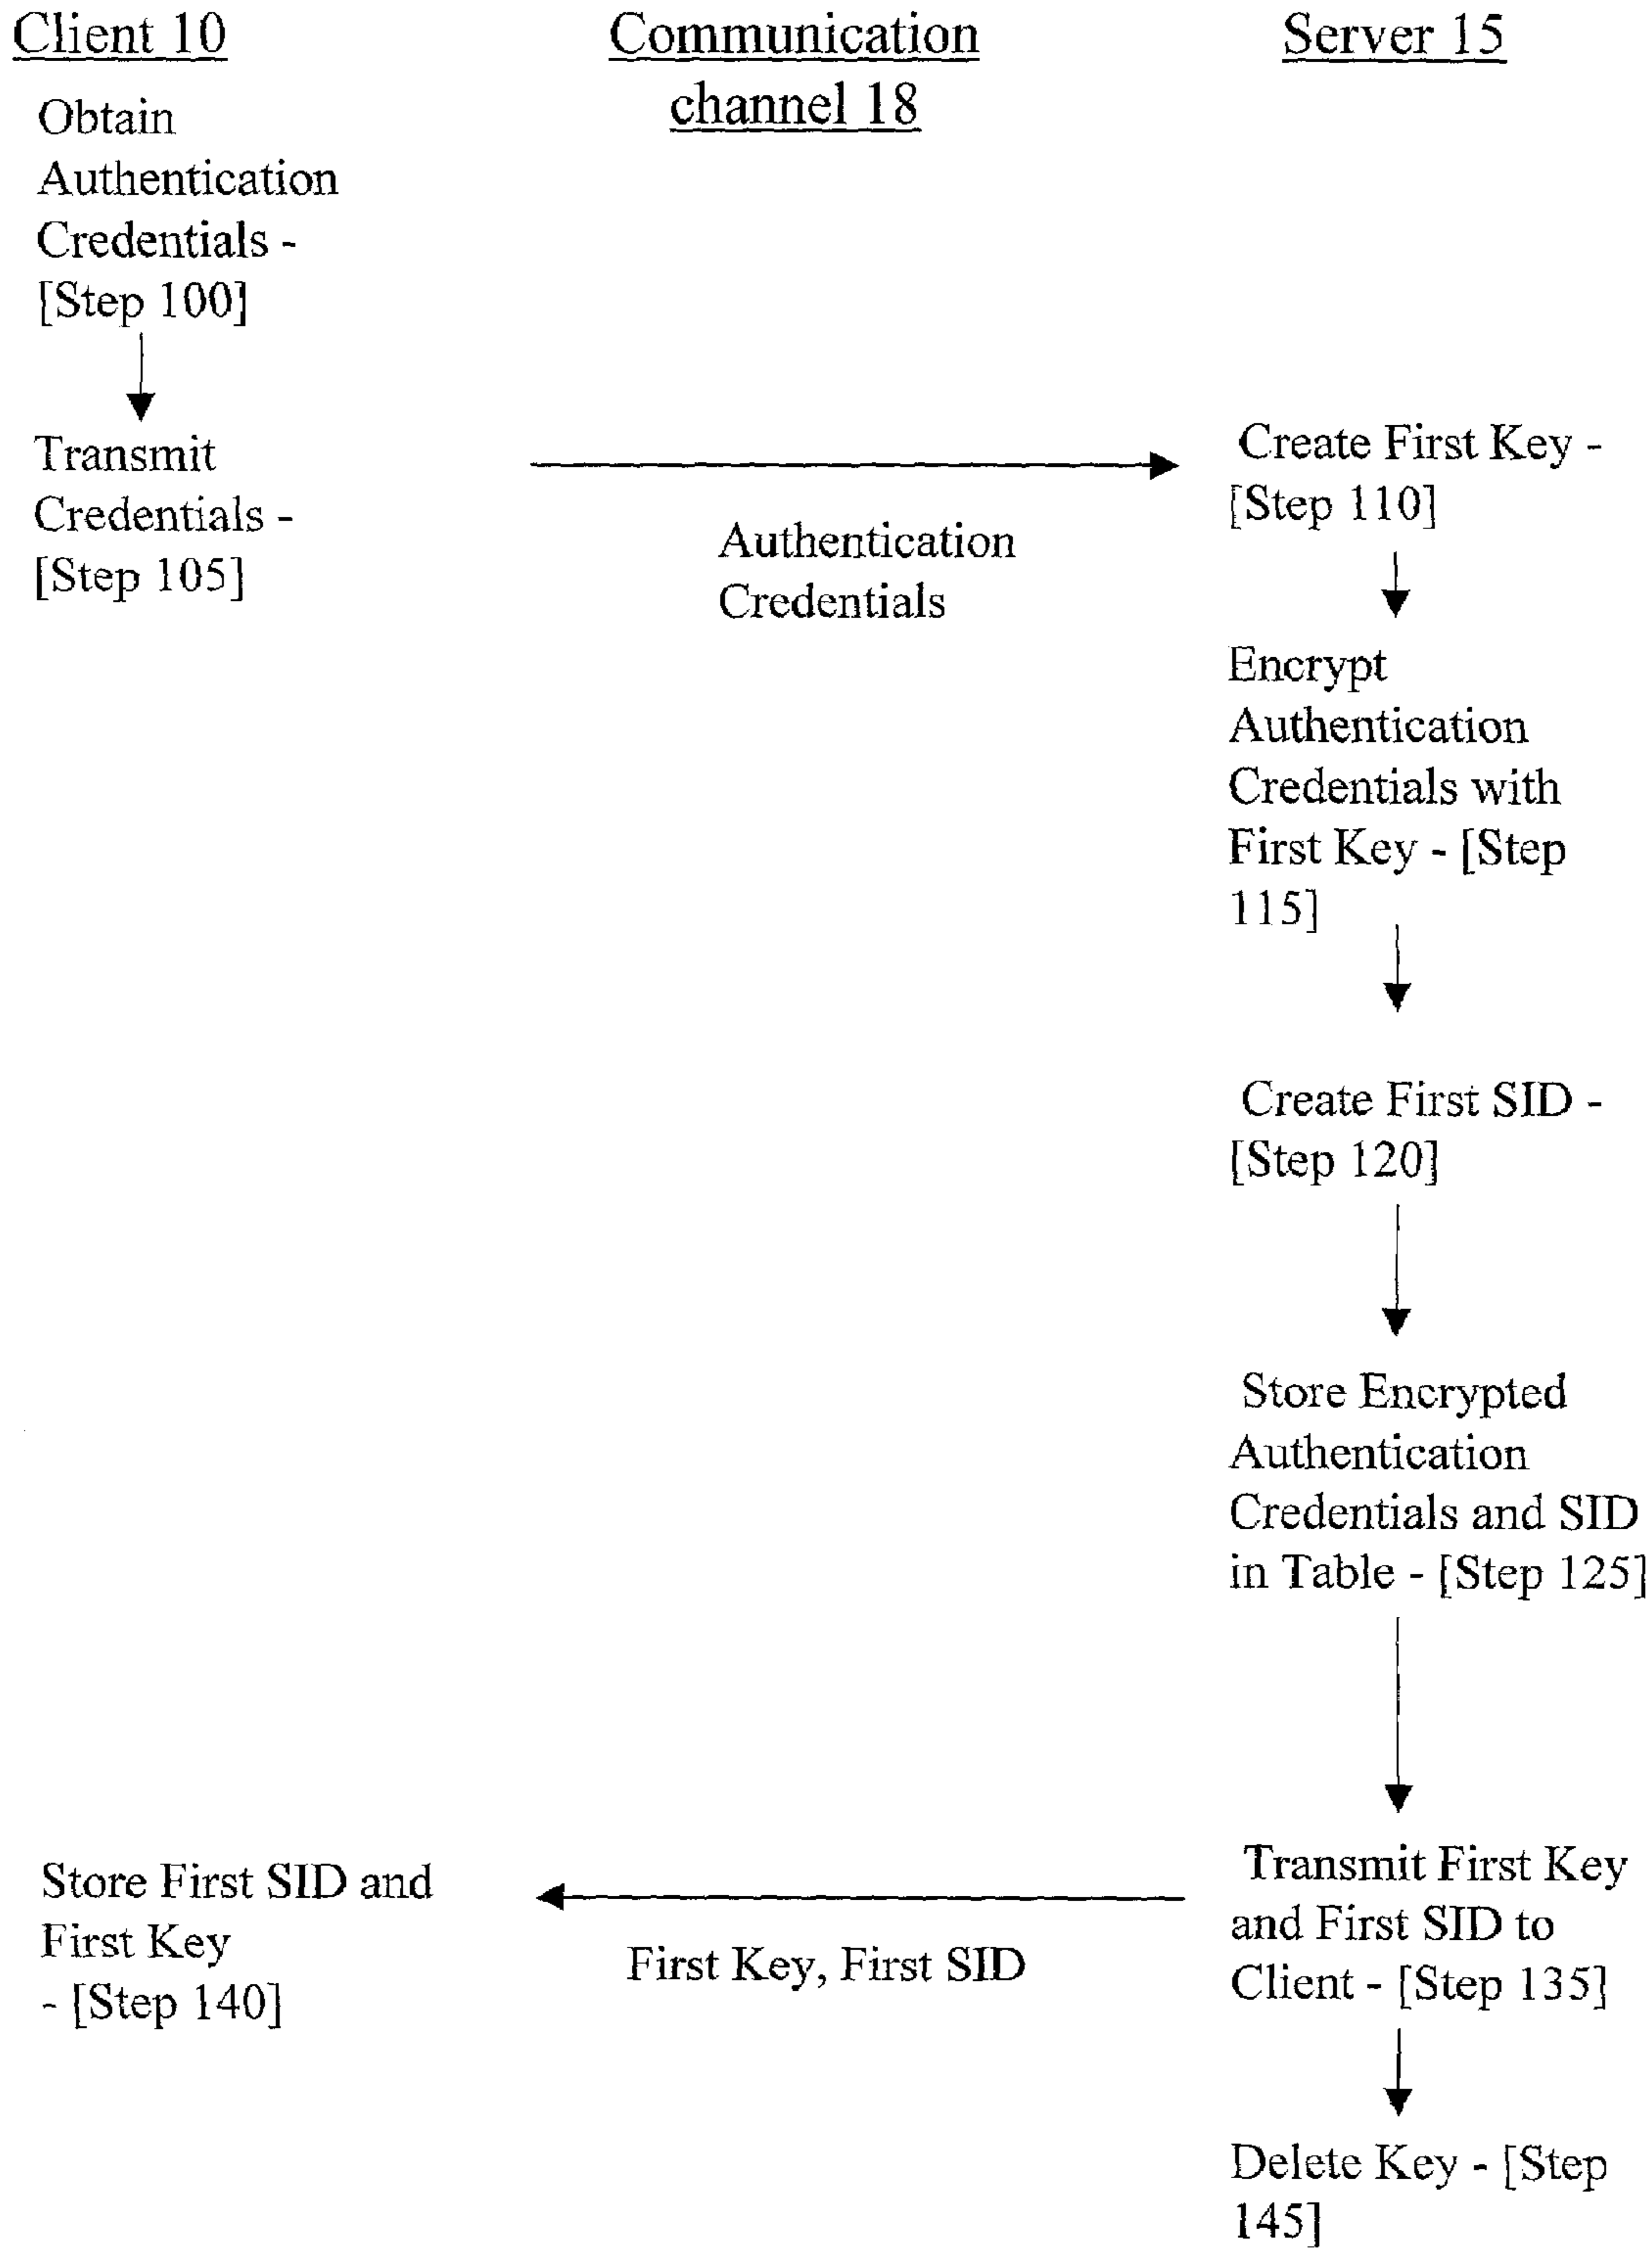 Client 10
Communication
channel 18
Server 15
Obtain
Authentication
Credentials -
[Step 100]
Transmit
Credentials -
[Step 105]
Authentication
Credentials
Create First Key -
[Step 110]
Encrypt
Authentication
Credentials with
First Key - [Step
115]
Create First SID -
[Step 120]
Store Encrypted
Authentication
Credentials and SID
in Table - [Step 125]
Transmit First Key
and First SID to
Client - [Step 135]
First Key, First SID
Store First SID and
First Key
- [Step 140]
Delete Key - [Step
145]